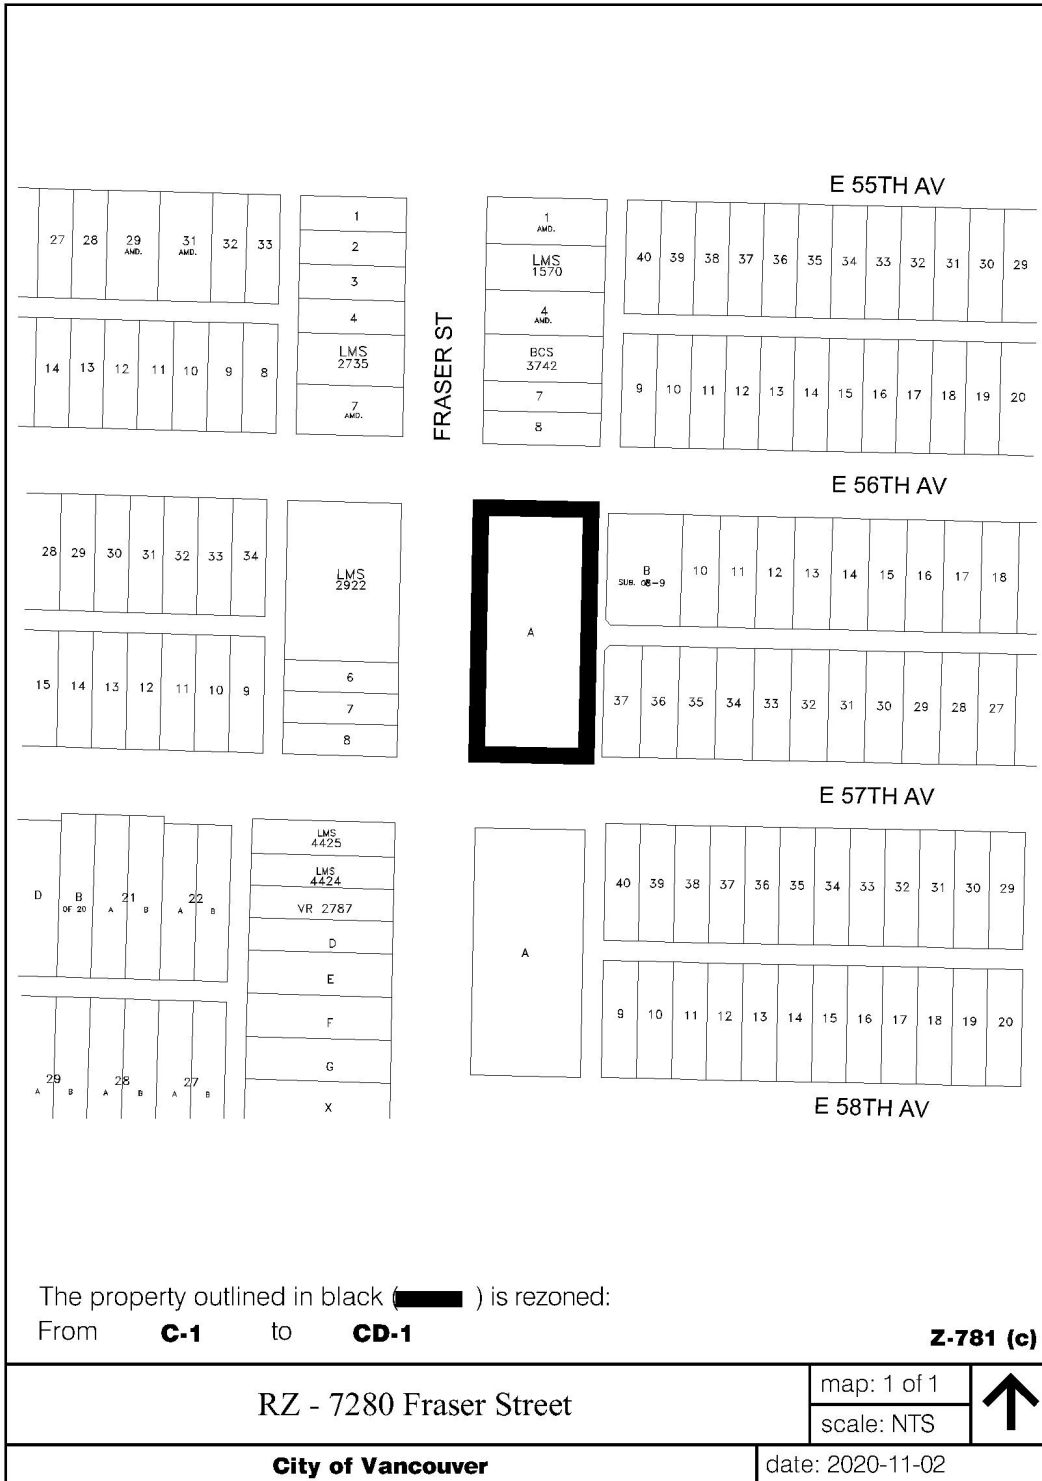 E 55TH AV
27 28 29 31 32 33
AMD. AMD.
1
2
3
4
LMS
2735
7
AMD.
FRASER ST
1
AMD.
LMS
1570
4
AMD.
BCS
3742
7
8
40 39 38 37 36 35 34 33 32 31 30 29
14 13 12 11 10 9 8
9 10 11 12 13 14 15 16 17 18 19 20
E 56TH AV
28 29 30 31 32 33 34
LMS
2922
A
B
SUB. 08-9
10 11 12 13 14 15 16 17 18
15 14 13 12 11 10 9
6
7
8
37 36 35 34 33 32 31 30 29 28 27
E 57TH AV
D
B
OF 20
21
A B
22
A B
LMS
4425
LMS
4424
VR 2787
D
E
F
G
X
A
40 39 38 37 36 35 34 33 32 31 30 29
29
A B
28
A B
27
A B
9 10 11 12 13 14 15 16 17 18 19 20
E 58TH AV
The property outlined in black ( ) is rezoned:
From C-1 to CD-1
Z-781 (c)
RZ - 7280 Fraser Street
map: 1 of 1
scale: NTS
City of Vancouver
date: 2020-11-02